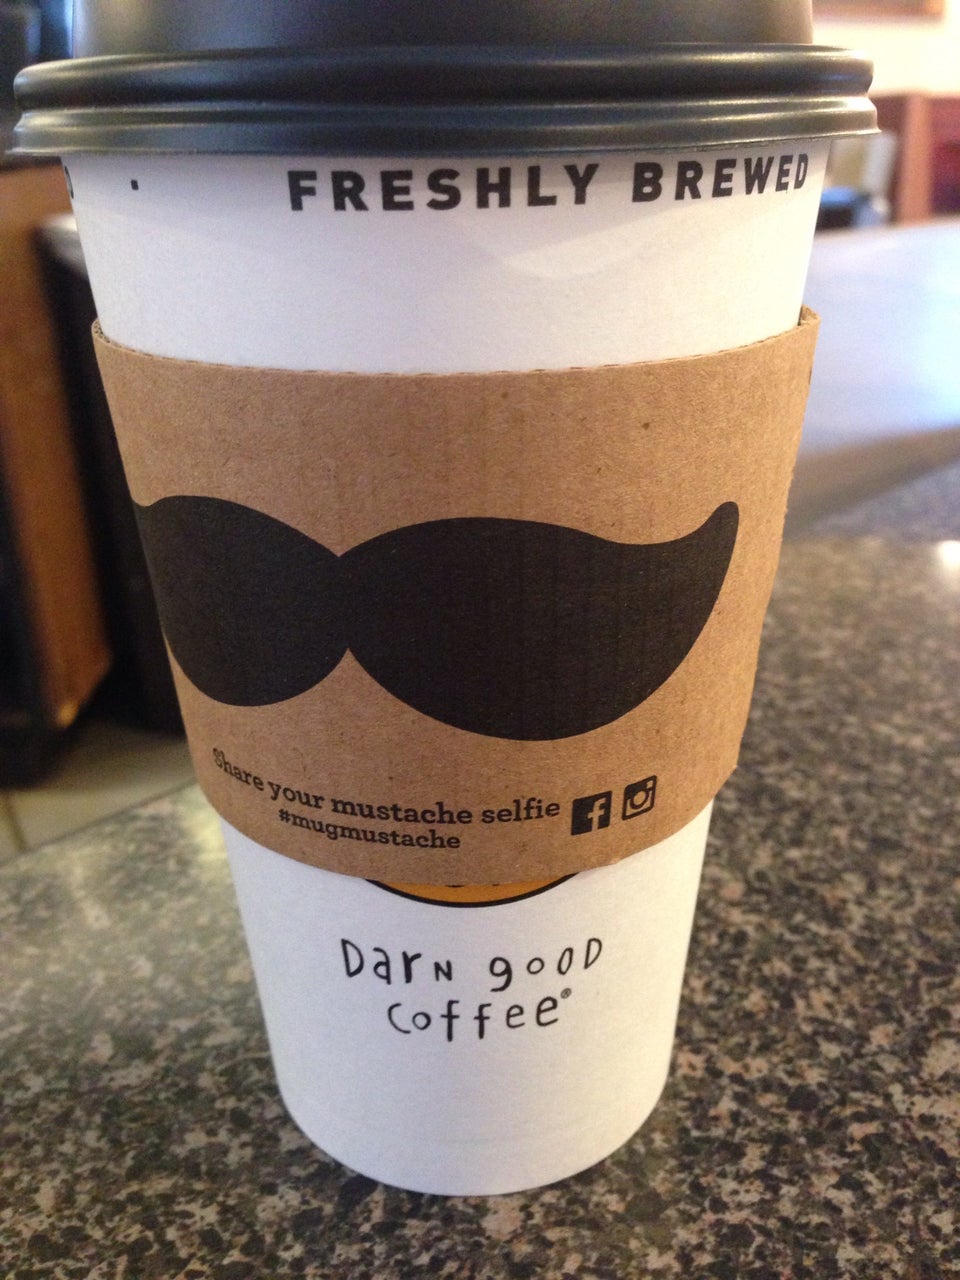 FRESHLY BREWED
Share your mustache selfie
#mugmustache
Darn good
coffee®